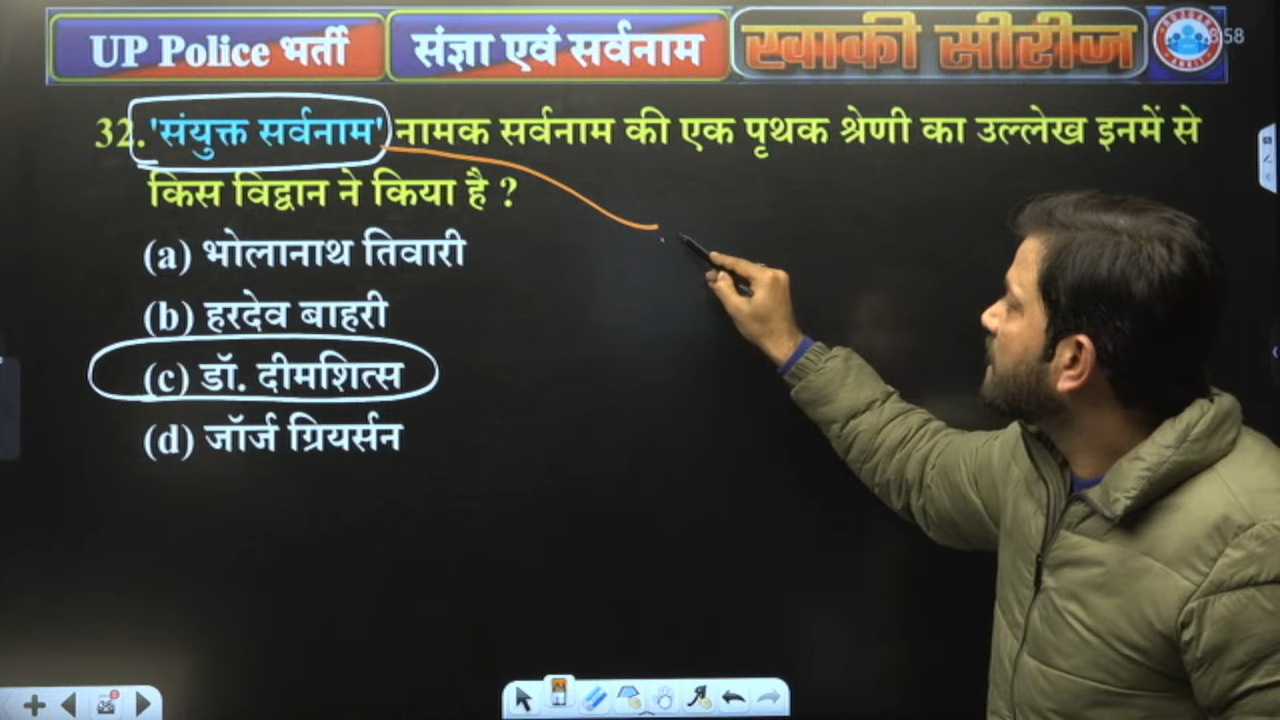 UP Police भर्ती
संज्ञा एवं सर्वनाम
खाकी सीरीज
32. 'संयुक्त सर्वनाम' नामक सर्वनाम की एक पृथक श्रेणी का उल्लेख इनमें से
किस विद्वान ने किया है ?
(a) भोलानाथ तिवारी
(b) हरदेव बाहरी
(c) डॉ. दीमशित्स
(d) जॉर्ज ग्रियर्सन